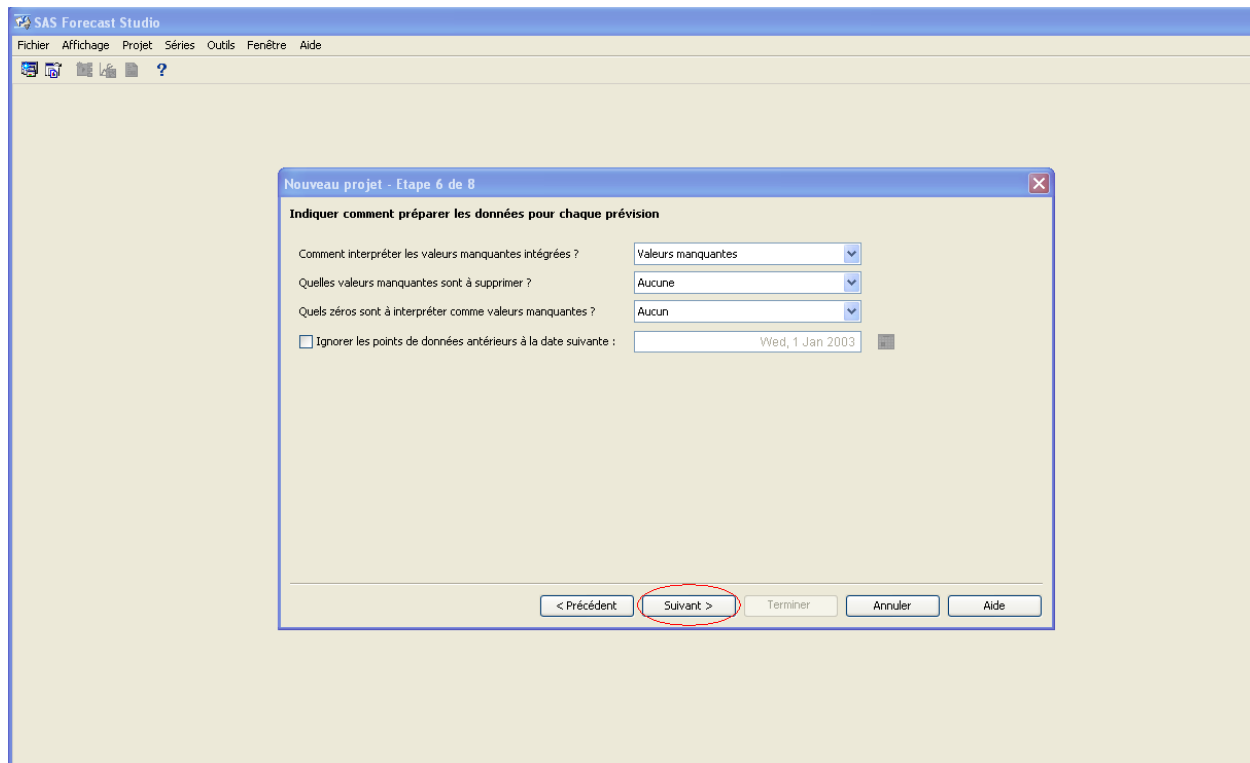 SAS Forecast Studio
Fichier Affichage Projet Séries Outils Fenêtre Aide
?
Nouveau projet - Etape 6 de 8
Indiquer comment préparer les données pour chaque prévision
Comment interpréter les valeurs manquantes intégrées ? Valeurs manquantes
Quelles valeurs manquantes sont à supprimer ? Aucune
Quels zéros sont à interpréter comme valeurs manquantes ? Aucun
Ignorer les points de données antérieurs à la date suivante : Wed, 1 Jan 2003
< Précédent Suivant > Terminer Annuler Aide